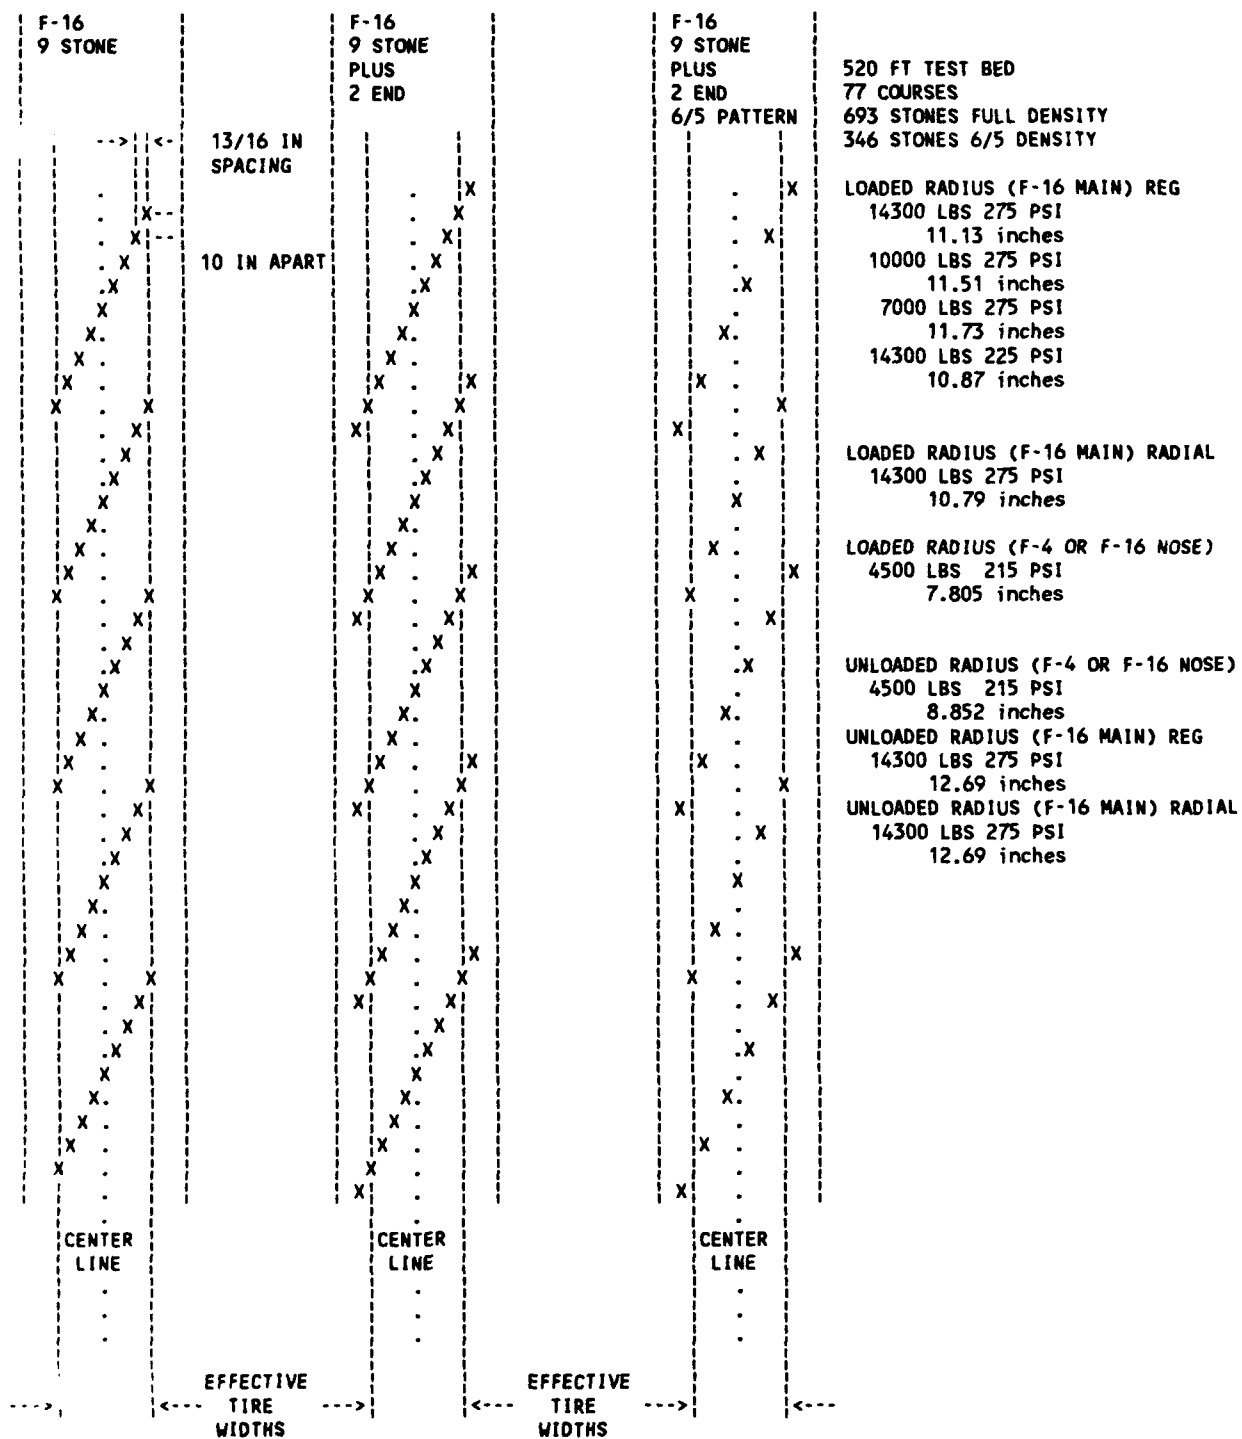 F-16
9 STONE
F-16
9 STONE
PLUS
2 END
F-16
9 STONE
PLUS
2 END
6/5 PATTERN
520 FT TEST BED
77 COURSES
693 STONES FULL DENSITY
346 STONES 6/5 DENSITY
13/16 IN
SPACING
10 IN APART
LOADED RADIUS (F-16 MAIN) REG
14300 LBS 275 PSI
11.13 inches
10000 LBS 275 PSI
11.51 inches
7000 LBS 275 PSI
11.73 inches
14300 LBS 225 PSI
10.87 inches
LOADED RADIUS (F-16 MAIN) RADIAL
14300 LBS 275 PSI
10.79 inches
LOADED RADIUS (F-4 OR F-16 NOSE)
4500 LBS 215 PSI
7.805 inches
UNLOADED RADIUS (F-4 OR F-16 NOSE)
4500 LBS 215 PSI
8.852 inches
UNLOADED RADIUS (F-16 MAIN) REG
14300 LBS 275 PSI
12.69 inches
UNLOADED RADIUS (F-16 MAIN) RADIAL
14300 LBS 275 PSI
12.69 inches
CENTER
LINE
CENTER
LINE
CENTER
LINE
EFFECTIVE
TIRE
WIDTHS
EFFECTIVE
TIRE
WIDTHS